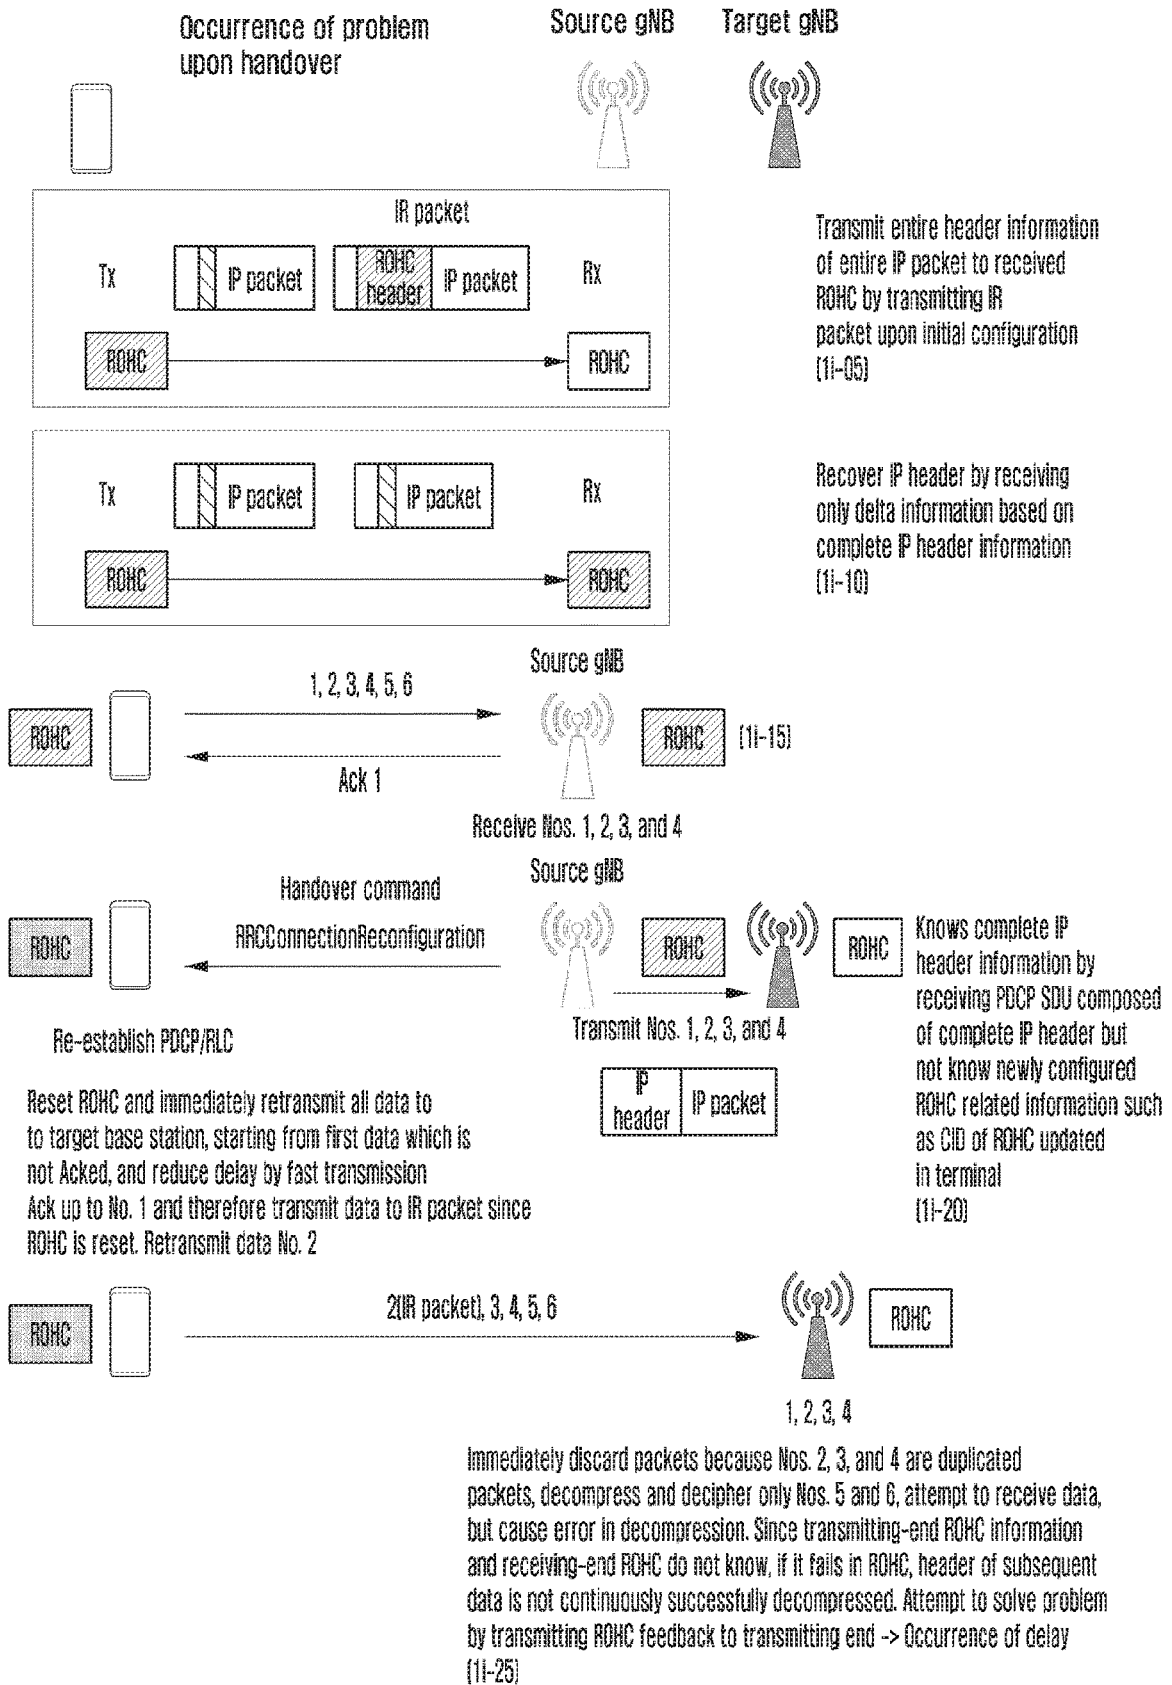 Occurrence of problem
upon handover
Source gNB
Target gNB
IR packet
Tx
IP packet
ROHC
header
IP packet
Rx
ROHC
ROHC
Transmit entire header information
of entire IP packet to received
ROHC by transmitting IR
packet upon initial configuration
(1i-05)
Tx
IP packet
IP packet
Rx
ROHC
ROHC
Recover IP header by receiving
only delta information based on
complete IP header information
(1i-10)
Source gNB
1, 2, 3, 4, 5, 6
ROHC
ROHC
(1i-15)
Ack 1
Receive Nos. 1, 2, 3, and 4
Source gNB
Handover command
RRCConnectionReconfiguration
ROHC
ROHC
ROHC
Transmit Nos. 1, 2, 3, and 4
IP
header
IP packet
Knows complete IP
header information by
receiving PDCP SDU composed
of complete IP header but
not know newly configured
ROHC related information such
as CID of ROHC updated
in terminal
(1i-20)
Re-establish PDCP/RLC
Reset ROHC and immediately retransmit all data to
to target base station, starting from first data which is
not Acked, and reduce delay by fast transmission
Ack up to No. 1 and therefore transmit data to IR packet since
ROHC is reset. Retransmit data No. 2
2(IR packet), 3, 4, 5, 6
ROHC
ROHC
1, 2, 3, 4
Immediately discard packets because Nos. 2, 3, and 4 are duplicated
packets, decompress and decipher only Nos. 5 and 6, attempt to receive data,
but cause error in decompression. Since transmitting-end ROHC information
and receiving-end ROHC do not know, if it fails in ROHC, header of subsequent
data is not continuously successfully decompressed. Attempt to solve problem
by transmitting ROHC feedback to transmitting end -> Occurrence of delay
(1i-25)